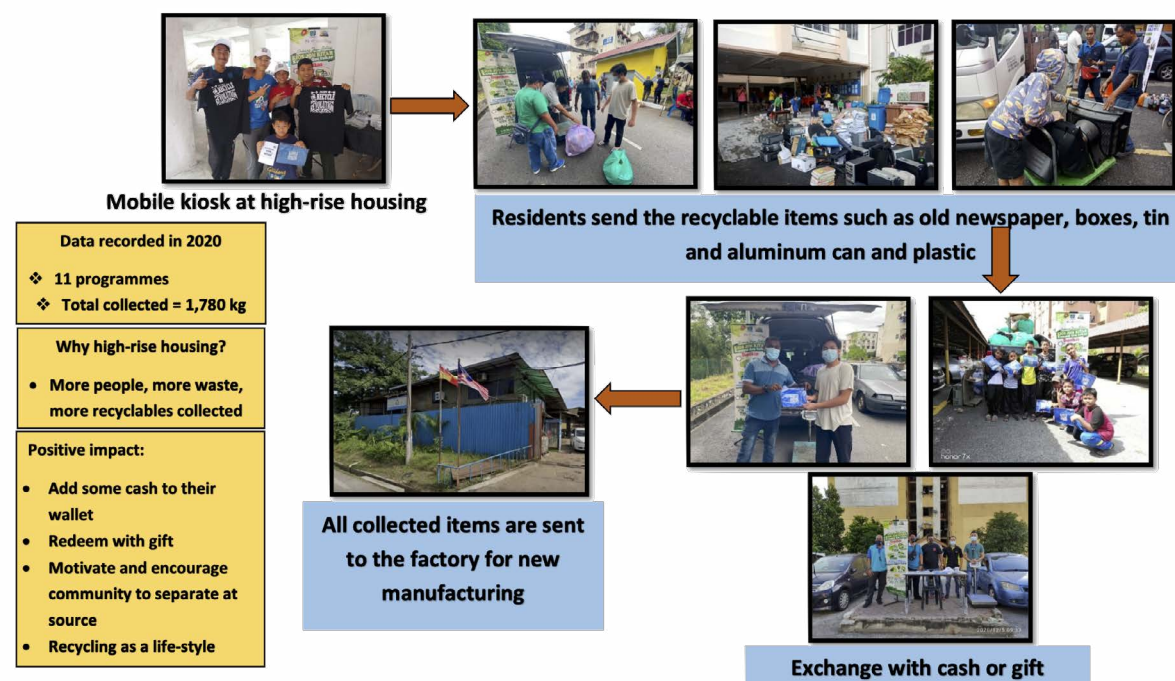 Mobile kiosk at high-rise housing
Residents send the recyclable items such as old newspaper, boxes, tin
and aluminum can and plastic
Data recorded in 2020
❖ 11 programmes
❖ Total collected = 1,780 kg
Why high-rise housing?
• More people, more waste,
more recyclables collected
Positive impact:
• Add some cash to their
wallet
• Redeem with gift
• Motivate and encourage
community to separate at
source
• Recycling as a life-style
All collected items are sent
to the factory for new
manufacturing
honor 7x
Exchange with cash or gift